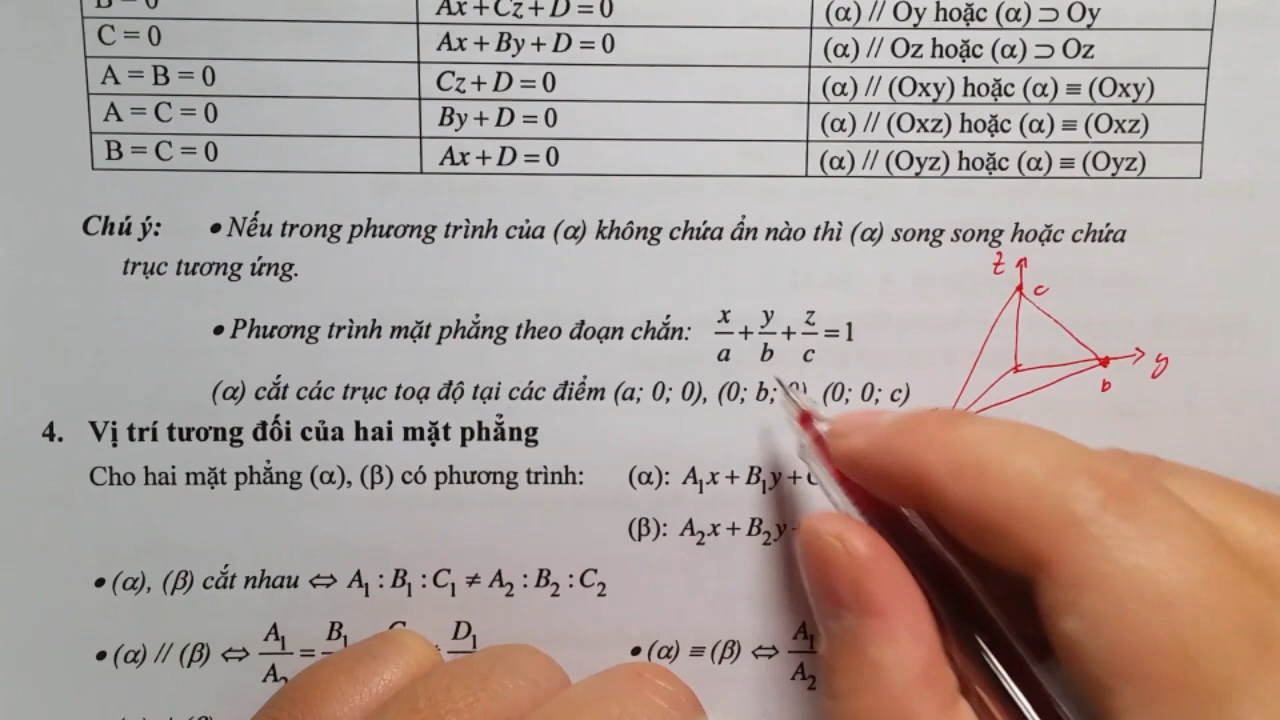 Ax + Cz + D = 0 (α) // Oy hoặc (α) ⊃ Oy
C = 0 Ax + By + D = 0 (α) // Oz hoặc (α) ⊃ Oz
A = B = 0 Cz + D = 0 (α) // (Oxy) hoặc (α) ≡ (Oxy)
A = C = 0 By + D = 0 (α) // (Oxz) hoặc (α) ≡ (Oxz)
B = C = 0 Ax + D = 0 (α) // (Oyz) hoặc (α) ≡ (Oyz)
Chú ý: • Nếu trong phương trình của (α) không chứa ẩn nào thì (α) song song hoặc chứa
trục tương ứng.
z
c
y
b
• Phương trình mặt phẳng theo đoạn chắn: x/a + y/b + z/c = 1
(α) cắt các trục toạ độ tại các điểm (a; 0; 0), (0; b; 0), (0; 0; c)
4. Vị trí tương đối của hai mặt phẳng
Cho hai mặt phẳng (α), (β) có phương trình: (α): A₁x + B₁y +
(β): A₂x + B₂y
• (α), (β) cắt nhau ⇔ A₁ : B₁ : C₁ ≠ A₂ : B₂ : C₂
• (α) // (β) ⇔ A₁/A₂ = B₁ D₁ • (α) ≡ (β) ⇔ A₁/A₂